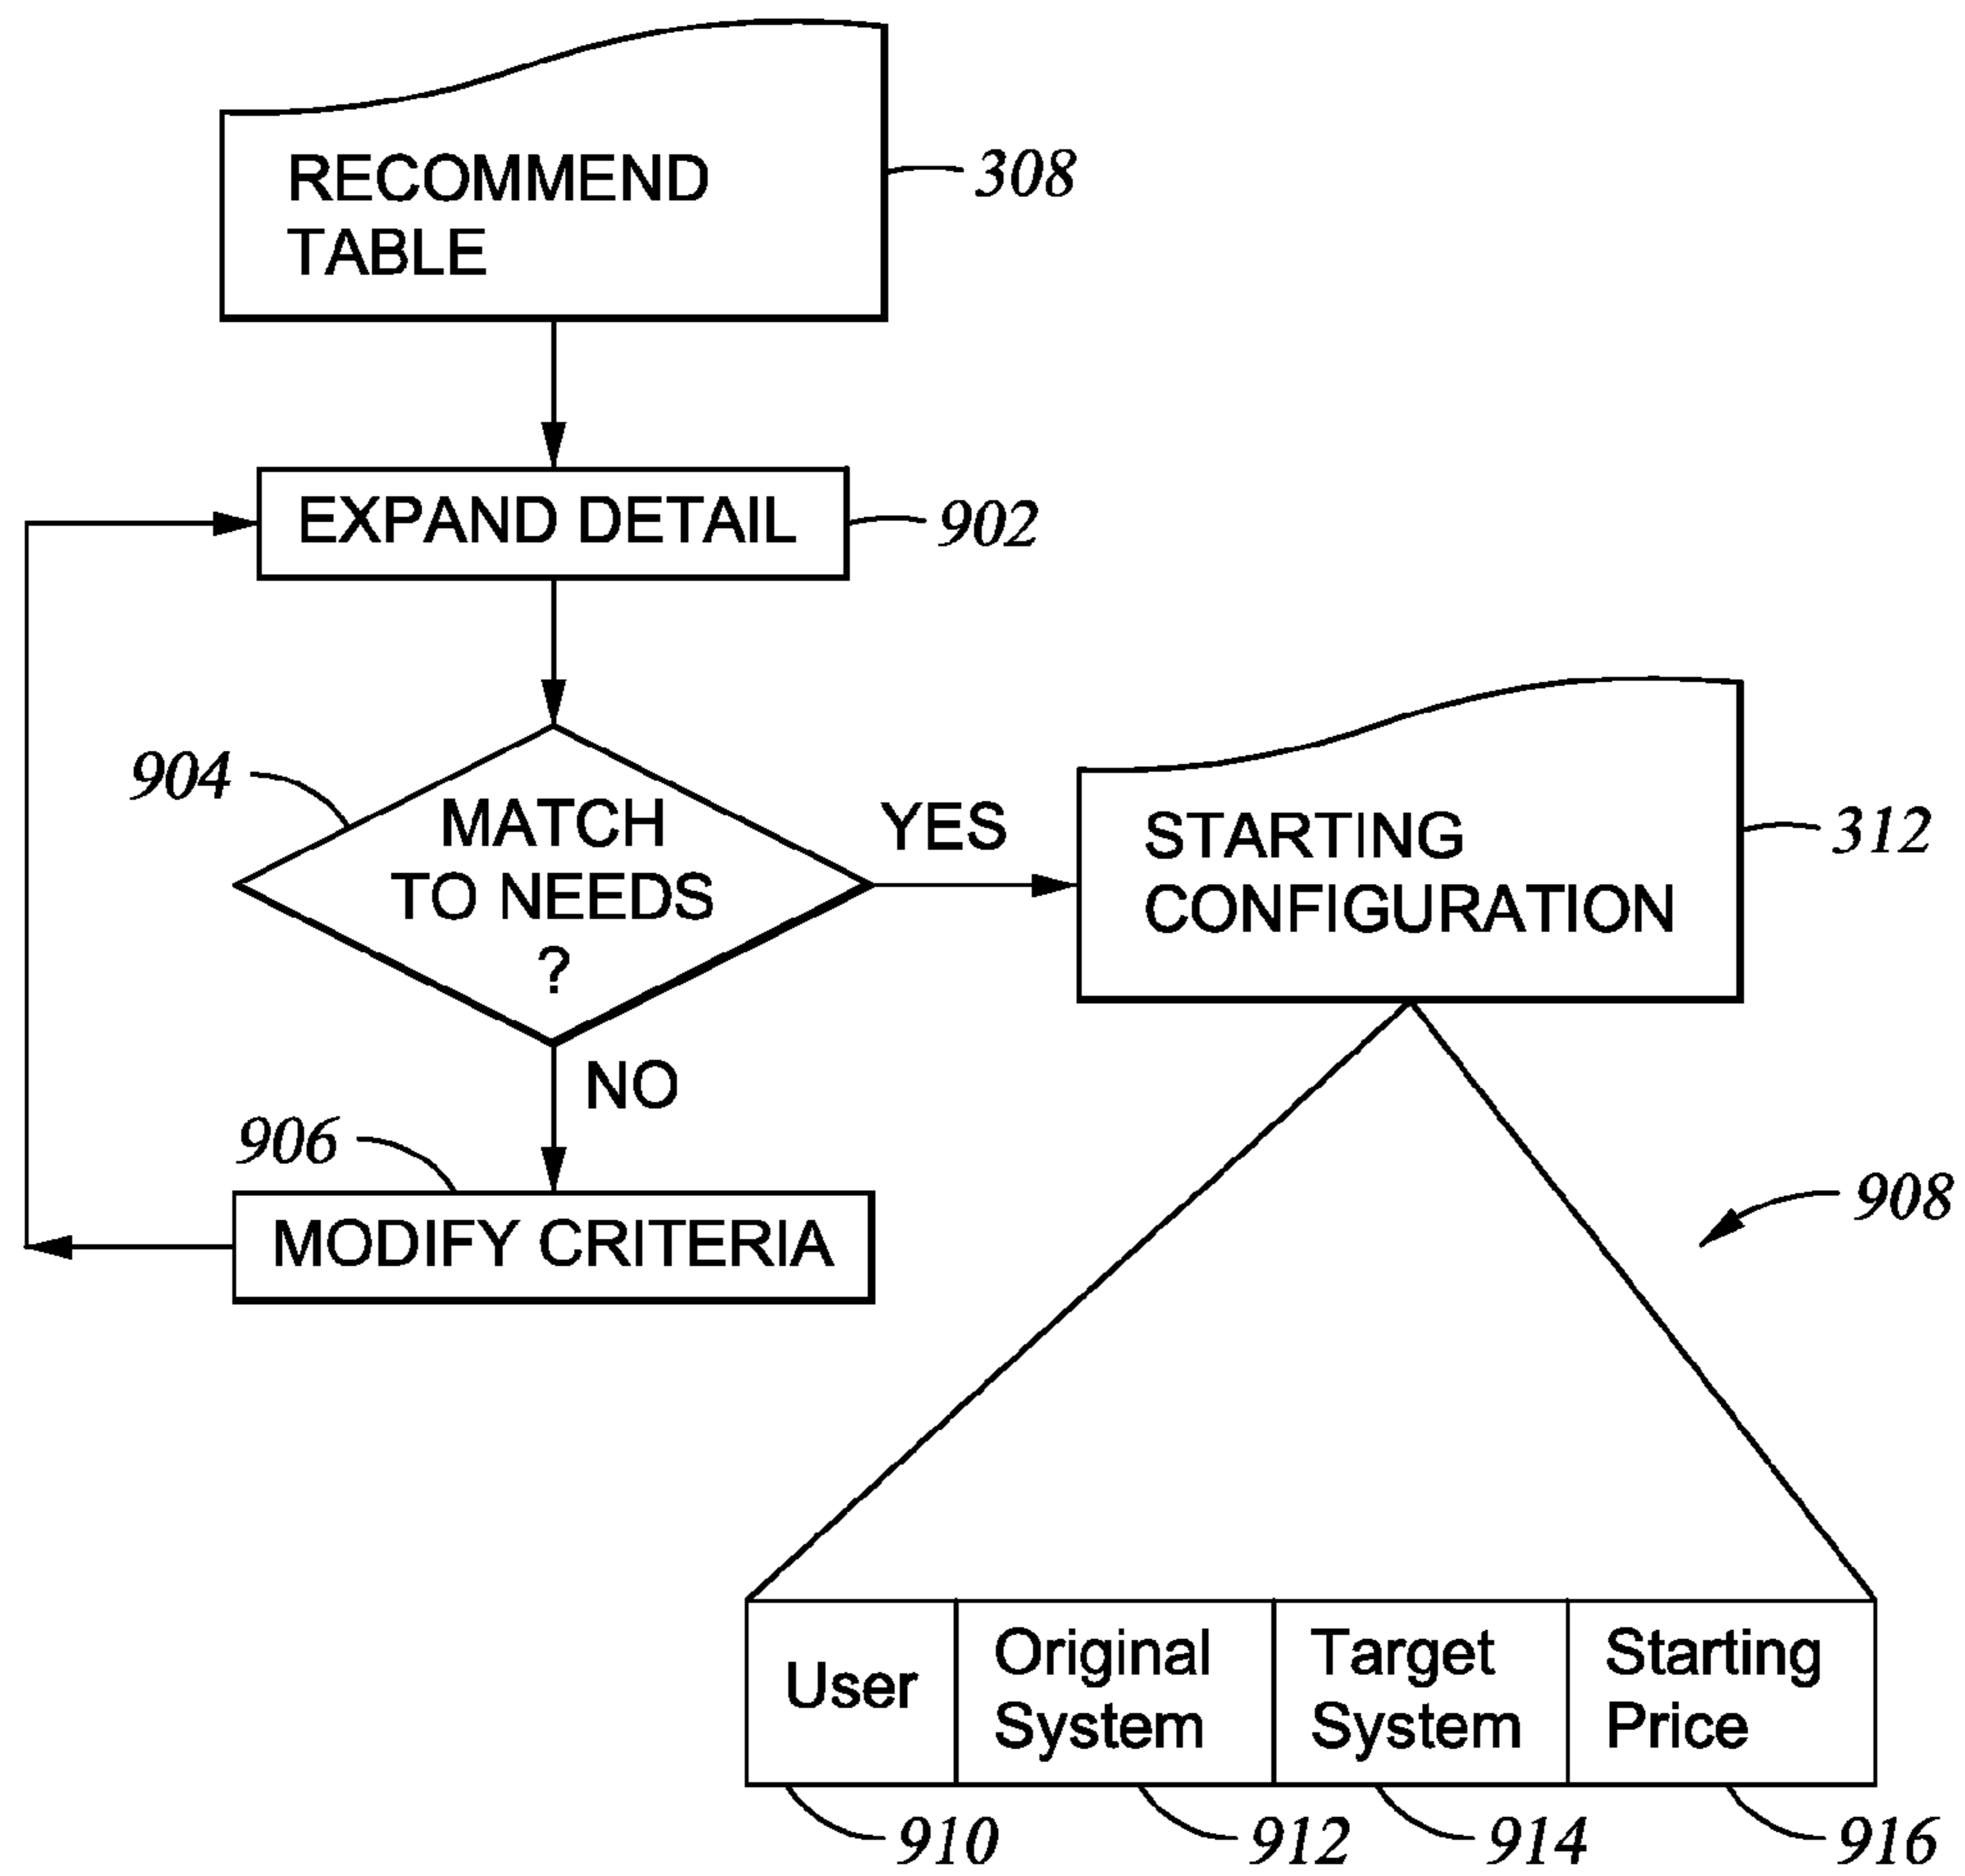 RECOMMEND
TABLE
308
EXPAND DETAIL
902
904
MATCH
TO NEEDS
?
YES
STARTING
CONFIGURATION
312
NO
906
MODIFY CRITERIA
908
User
Original
System
Target
System
Starting
Price
910
912
914
916